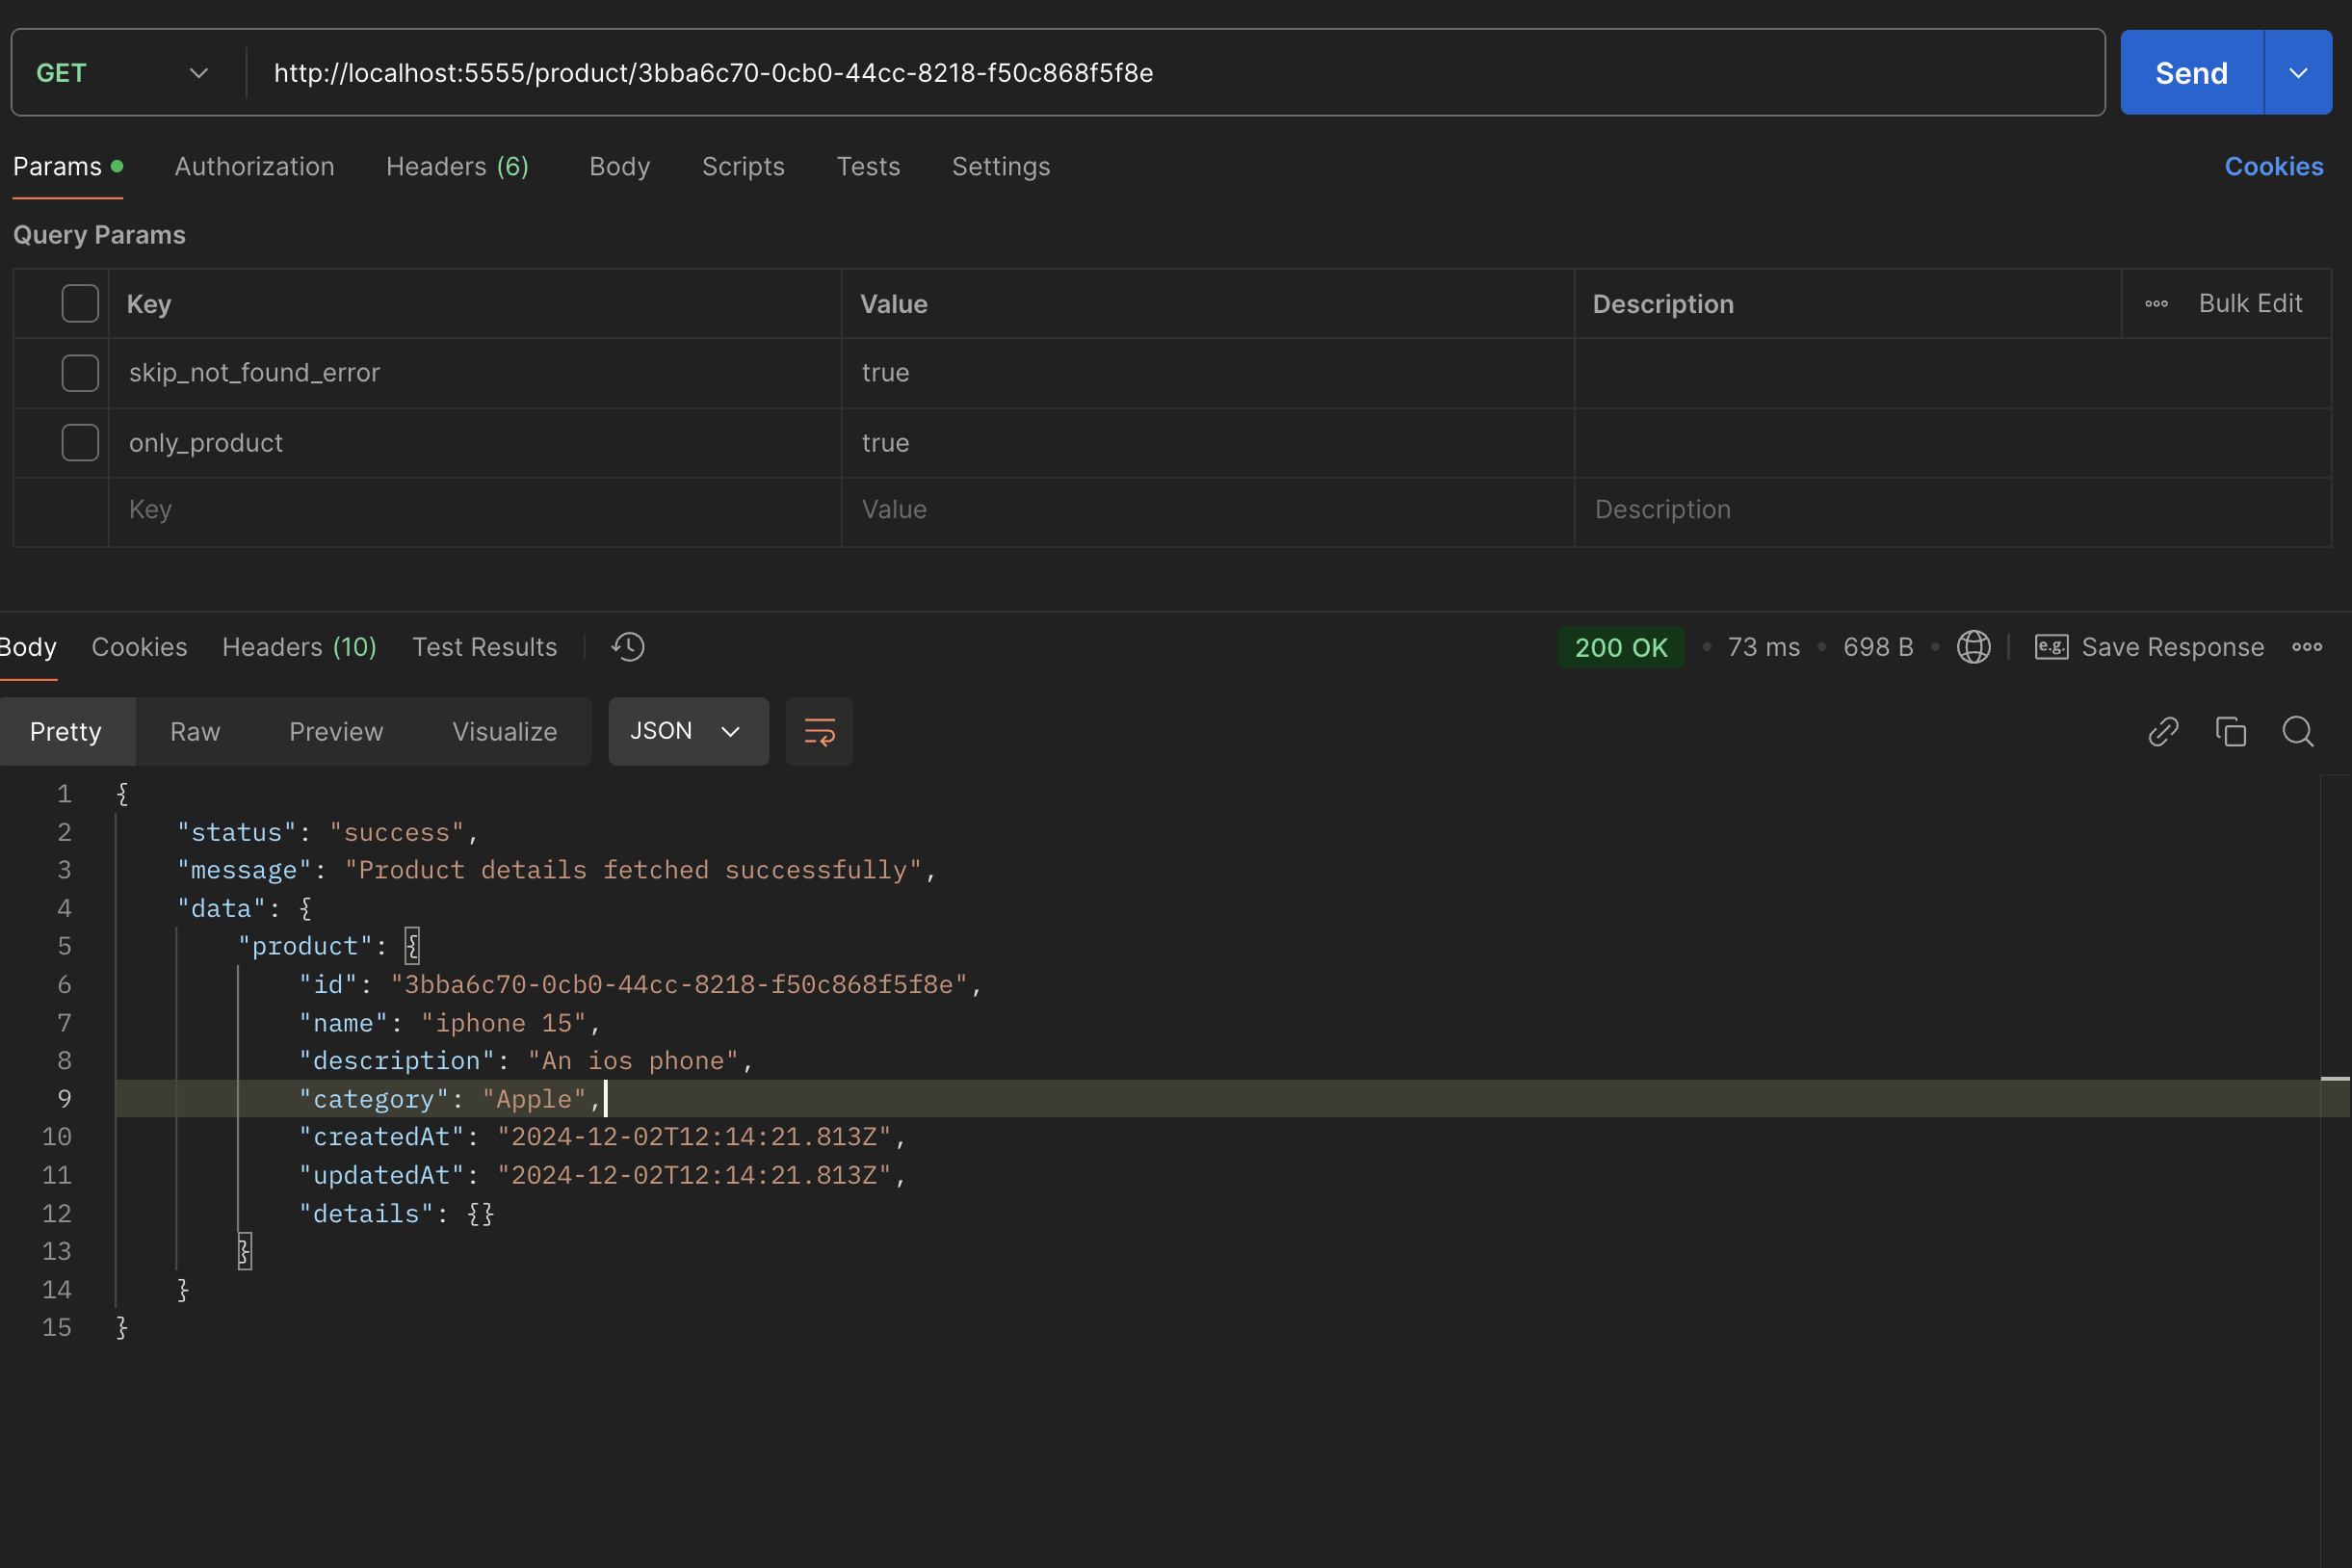 GET http://localhost:5555/product/3bba6c70-0cb0-44cc-8218-f50c868f5f8e Send
Params Authorization Headers (6) Body Scripts Tests Settings Cookies
Query Params
Key Value Description Bulk Edit
skip_not_found_error true
only_product true
Key Value Description
Body Cookies Headers (10) Test Results 200 OK • 73 ms • 698 B • e.g. Save Response
Pretty Raw Preview Visualize JSON
1 {
2 "status": "success",
3 "message": "Product details fetched successfully",
4 "data": {
5 "product": {
6 "id": "3bba6c70-0cb0-44cc-8218-f50c868f5f8e",
7 "name": "iphone 15",
8 "description": "An ios phone",
9 "category": "Apple",
10 "createdAt": "2024-12-02T12:14:21.813Z",
11 "updatedAt": "2024-12-02T12:14:21.813Z",
12 "details": {}
13 }
14 }
15 }